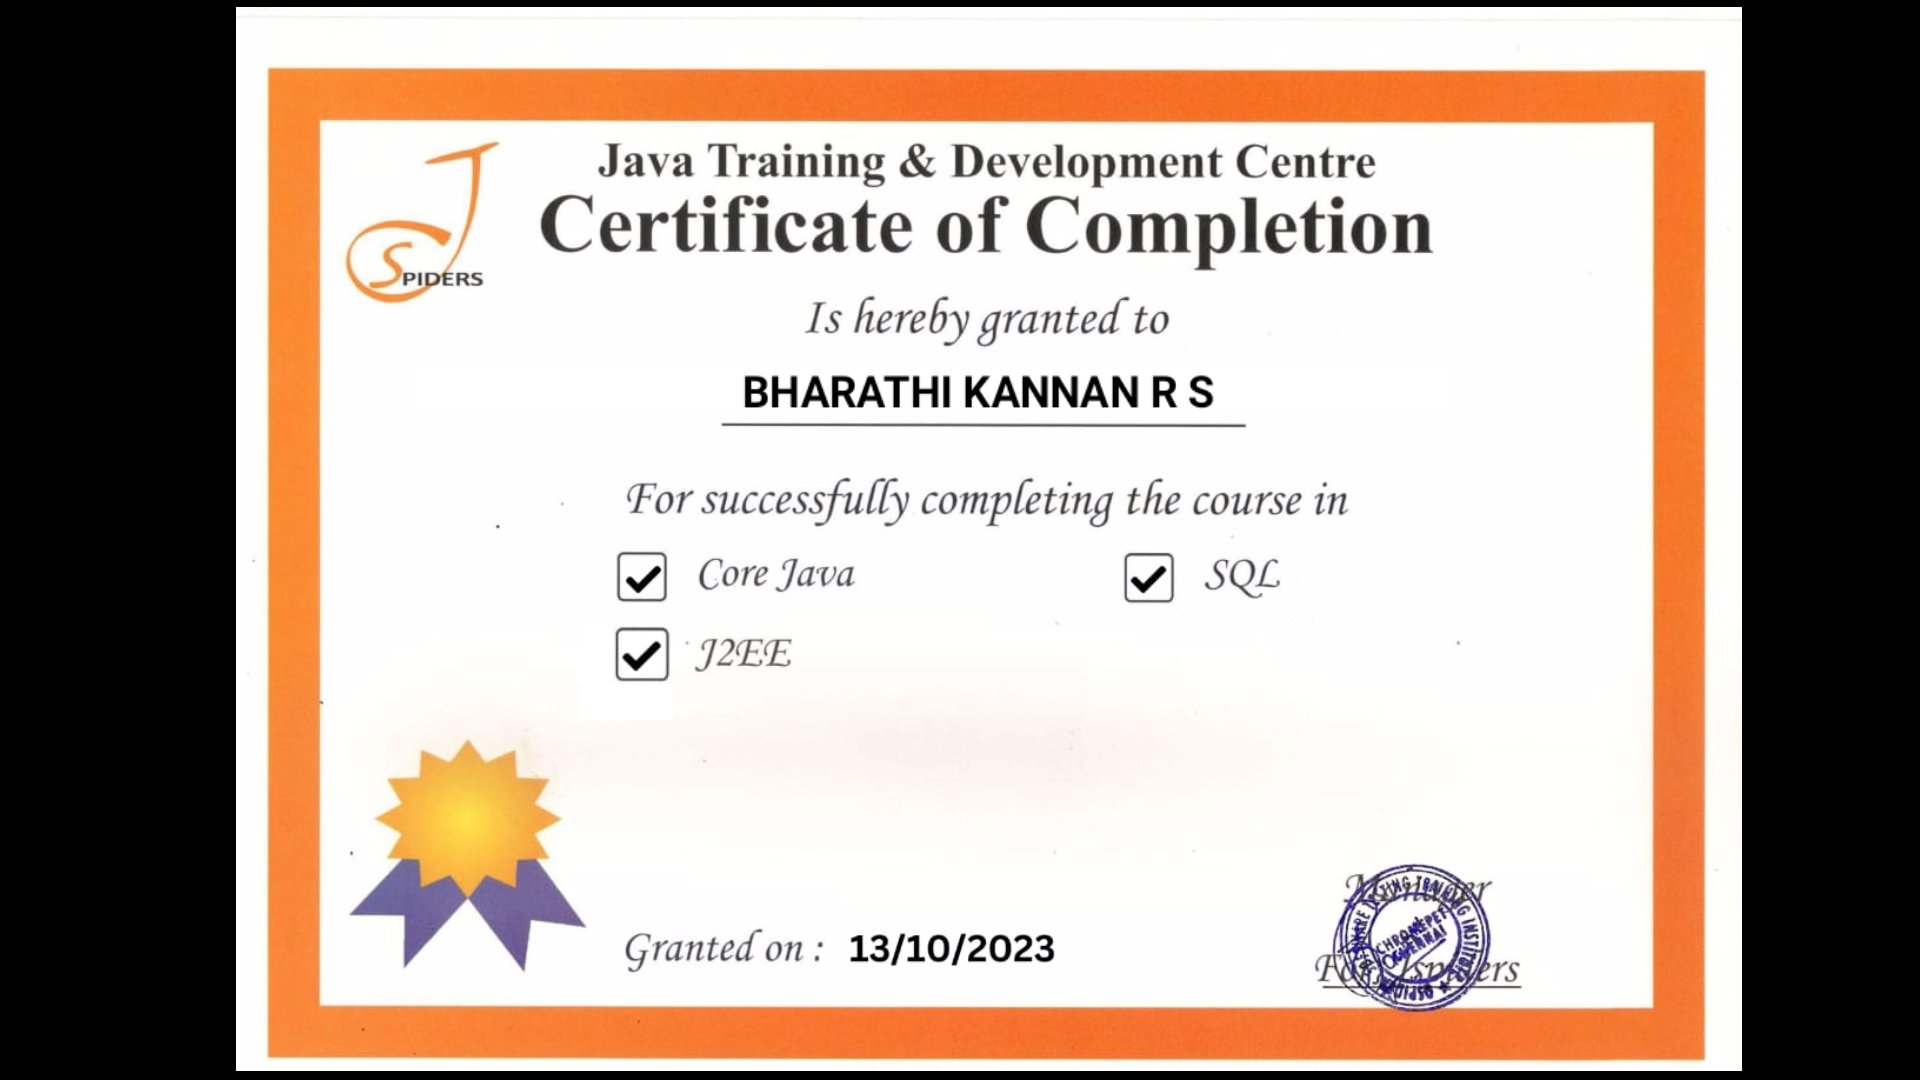 JSPIDERS
Java Training & Development Centre
Certificate of Completion
Is hereby granted to
BHARATHI KANNAN R S
For successfully completing the course in
Core Java
SQL
J2EE
Granted on : 13/10/2023
Manager
For Jspiders
CHROMEPET
CHENNAI
TRAINING INSTITUTE